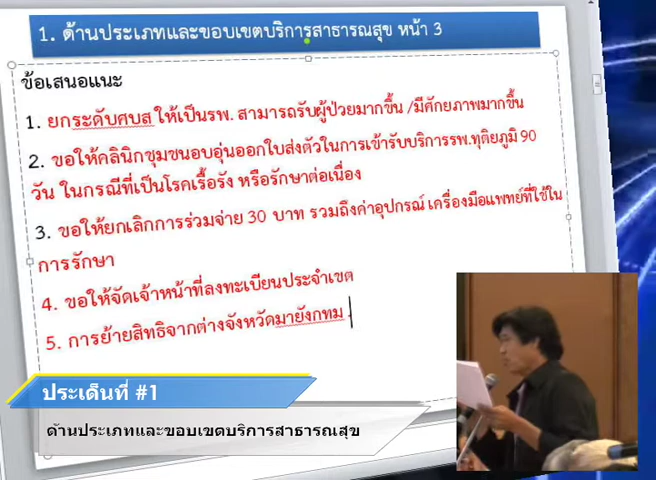 1. ด้านประเภทและขอบเขตบริการสาธารณสุข หน้า 3
ข้อเสนอแนะ
1. ยกระดับศบส ให้เป็นรพ. สามารถรับผู้ป่วยมากขึ้น /มีศักยภาพมากขึ้น
2. ขอให้คลินิกชุมชนอบอุ่นออกใบส่งตัวในการเข้ารับบริการรพ.ทุติยภูมิ 90
วัน ในกรณีที่เป็นโรคเรื้อรัง หรือรักษาต่อเนื่อง
3. ขอให้ยกเลิกการร่วมจ่าย 30 บาท รวมถึงค่าอุปกรณ์ เครื่องมือแพทย์ที่ใช้ใน
การรักษา
4. ขอให้จัดเจ้าหน้าที่ลงทะเบียนประจำเขต
5. การย้ายสิทธิจากต่างจังหวัดมายังกทม .
ประเด็นที่ #1
ด้านประเภทและขอบเขตบริการสาธารณสุข